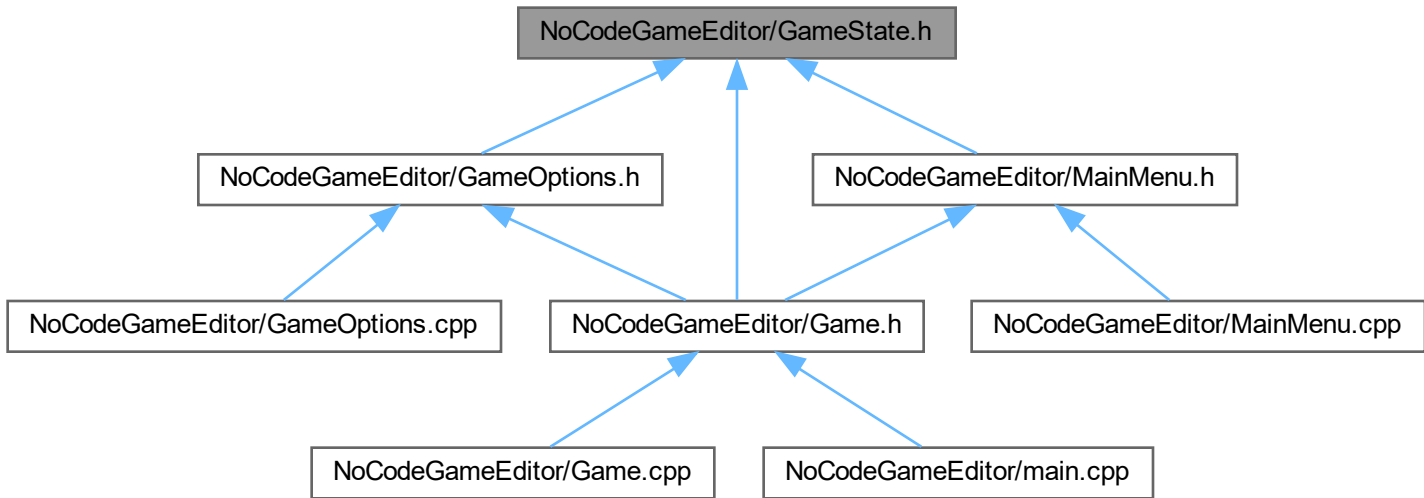 NoCodeGameEditor/GameState.h
NoCodeGameEditor/GameOptions.h
NoCodeGameEditor/MainMenu.h
NoCodeGameEditor/GameOptions.cpp
NoCodeGameEditor/Game.h
NoCodeGameEditor/MainMenu.cpp
NoCodeGameEditor/Game.cpp
NoCodeGameEditor/main.cpp